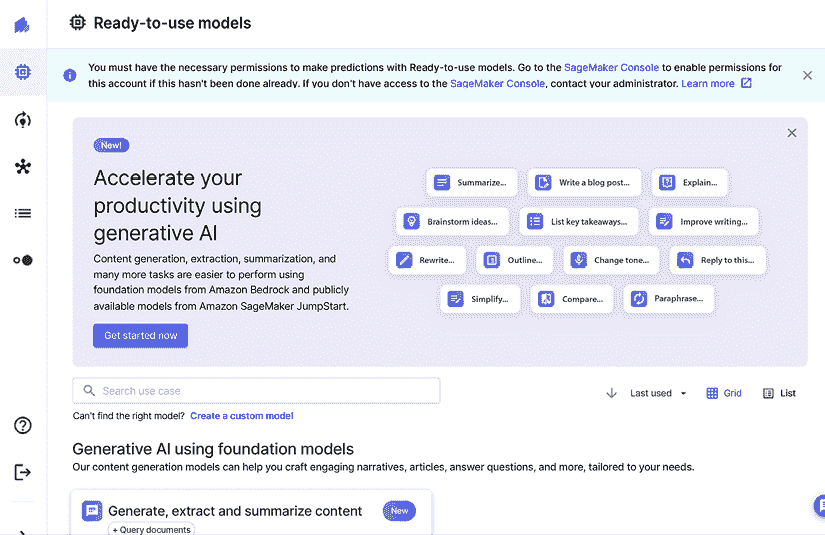 Ready-to-use models
You must have the necessary permissions to make predictions with Ready-to-use models. Go to the SageMaker Console to enable permissions for
this account if this hasn't been done already. If you don't have access to the SageMaker Console, contact your administrator. Learn more
New!
Accelerate your
productivity using
generative AI
Content generation, extraction, summarization, and
many more tasks are easier to perform using
foundation models from Amazon Bedrock and publicly
available models from Amazon SageMaker JumpStart.
Get started now
Summarize...
Write a blog post...
Explain...
Brainstorm ideas...
List key takeaways...
Improve writing...
Rewrite...
Outline...
Change tone...
Reply to this...
Simplify...
Compare...
Paraphrase...
Search use case
Last used
Grid
List
Can't find the right model? Create a custom model
Generative AI using foundation models
Our content generation models can help you craft engaging narratives, articles, answer questions, and more, tailored to your needs.
Generate, extract and summarize content
New
+ Query documents